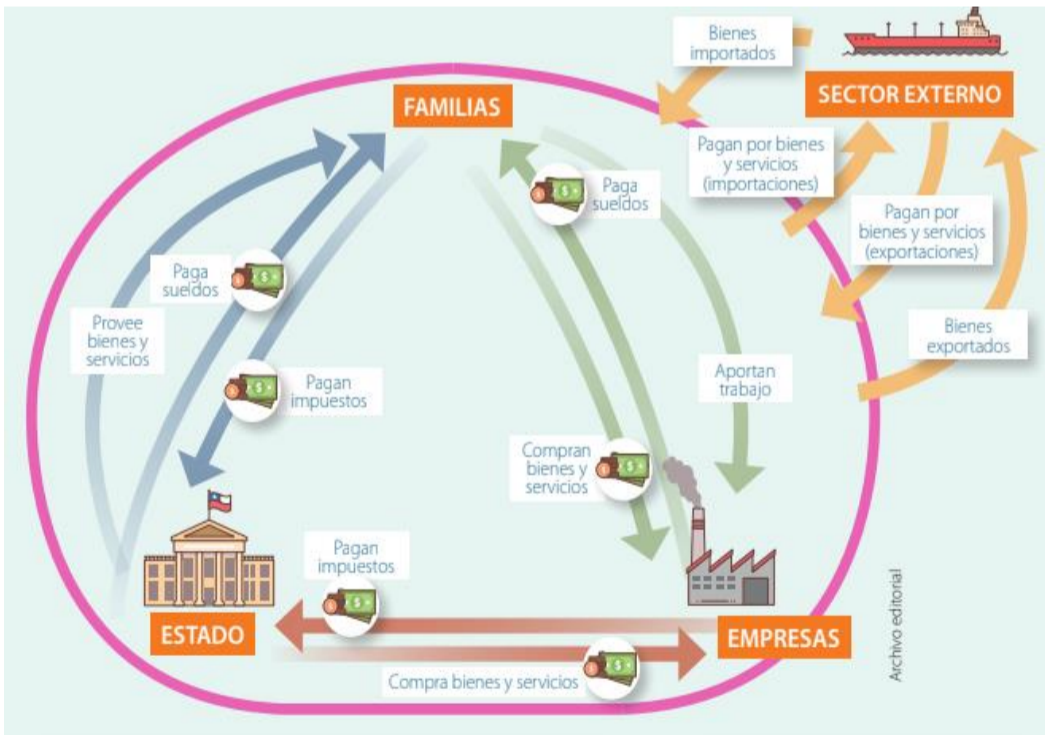 Bienes
importados
SECTOR EXTERNO
FAMILIAS
Pagan por bienes
y servicios
(importaciones)
Paga
sueldos
Pagan por
bienes y servicios
(exportaciones)
Paga
sueldos
Provee
bienes y
servicios
Bienes
exportados
Pagan
impuestos
Aportan
trabajo
Compran
bienes y
servicios
Pagan
impuestos
ESTADO
EMPRESAS
Compra bienes y servicios
Archivo editorial